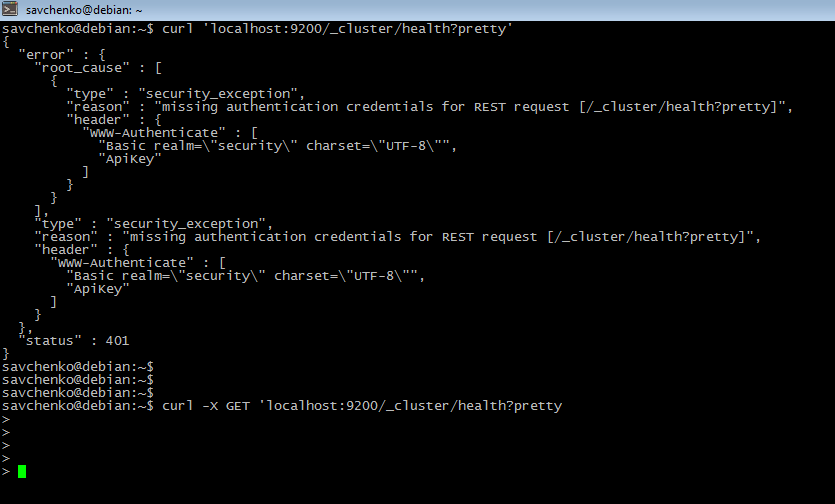 savchenko@debian: ~
savchenko@debian:~$ curl 'localhost:9200/_cluster/health?pretty'
{
  "error" : {
    "root_cause" : [
      {
        "type" : "security_exception",
        "reason" : "missing authentication credentials for REST request [/_cluster/health?pretty]",
        "header" : {
          "WWW-Authenticate" : [
            "Basic realm=\"security\" charset=\"UTF-8\"",
            "ApiKey"
          ]
        }
      }
    ],
    "type" : "security_exception",
    "reason" : "missing authentication credentials for REST request [/_cluster/health?pretty]",
    "header" : {
      "WWW-Authenticate" : [
        "Basic realm=\"security\" charset=\"UTF-8\"",
        "ApiKey"
      ]
    }
  },
  "status" : 401
}
savchenko@debian:~$
savchenko@debian:~$
savchenko@debian:~$
savchenko@debian:~$ curl -X GET 'localhost:9200/_cluster/health?pretty
>
>
>
>
>